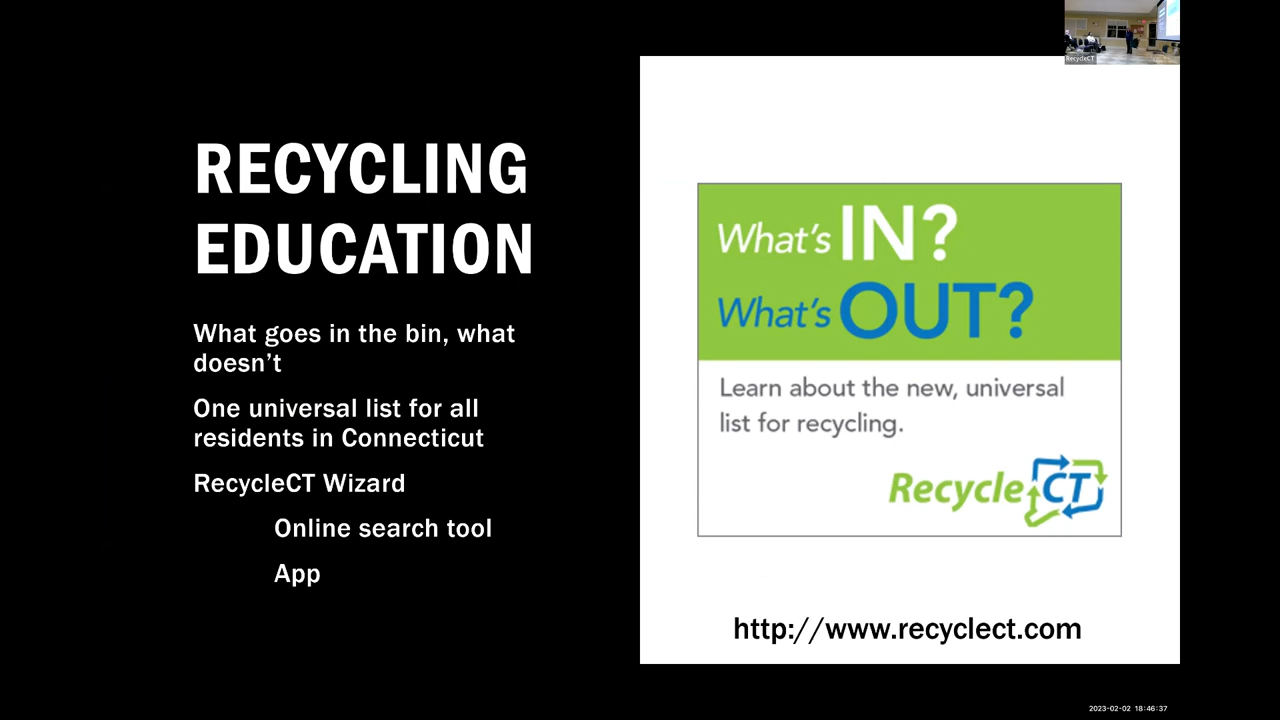 RecycleCT
RECYCLING
EDUCATION
What goes in the bin, what
doesn't
One universal list for all
residents in Connecticut
RecycleCT Wizard
Online search tool
App
What's IN?
What's OUT?
Learn about the new, universal
list for recycling.
Recycle CT
http://www.recyclect.com
2023-02-02 18:46:37